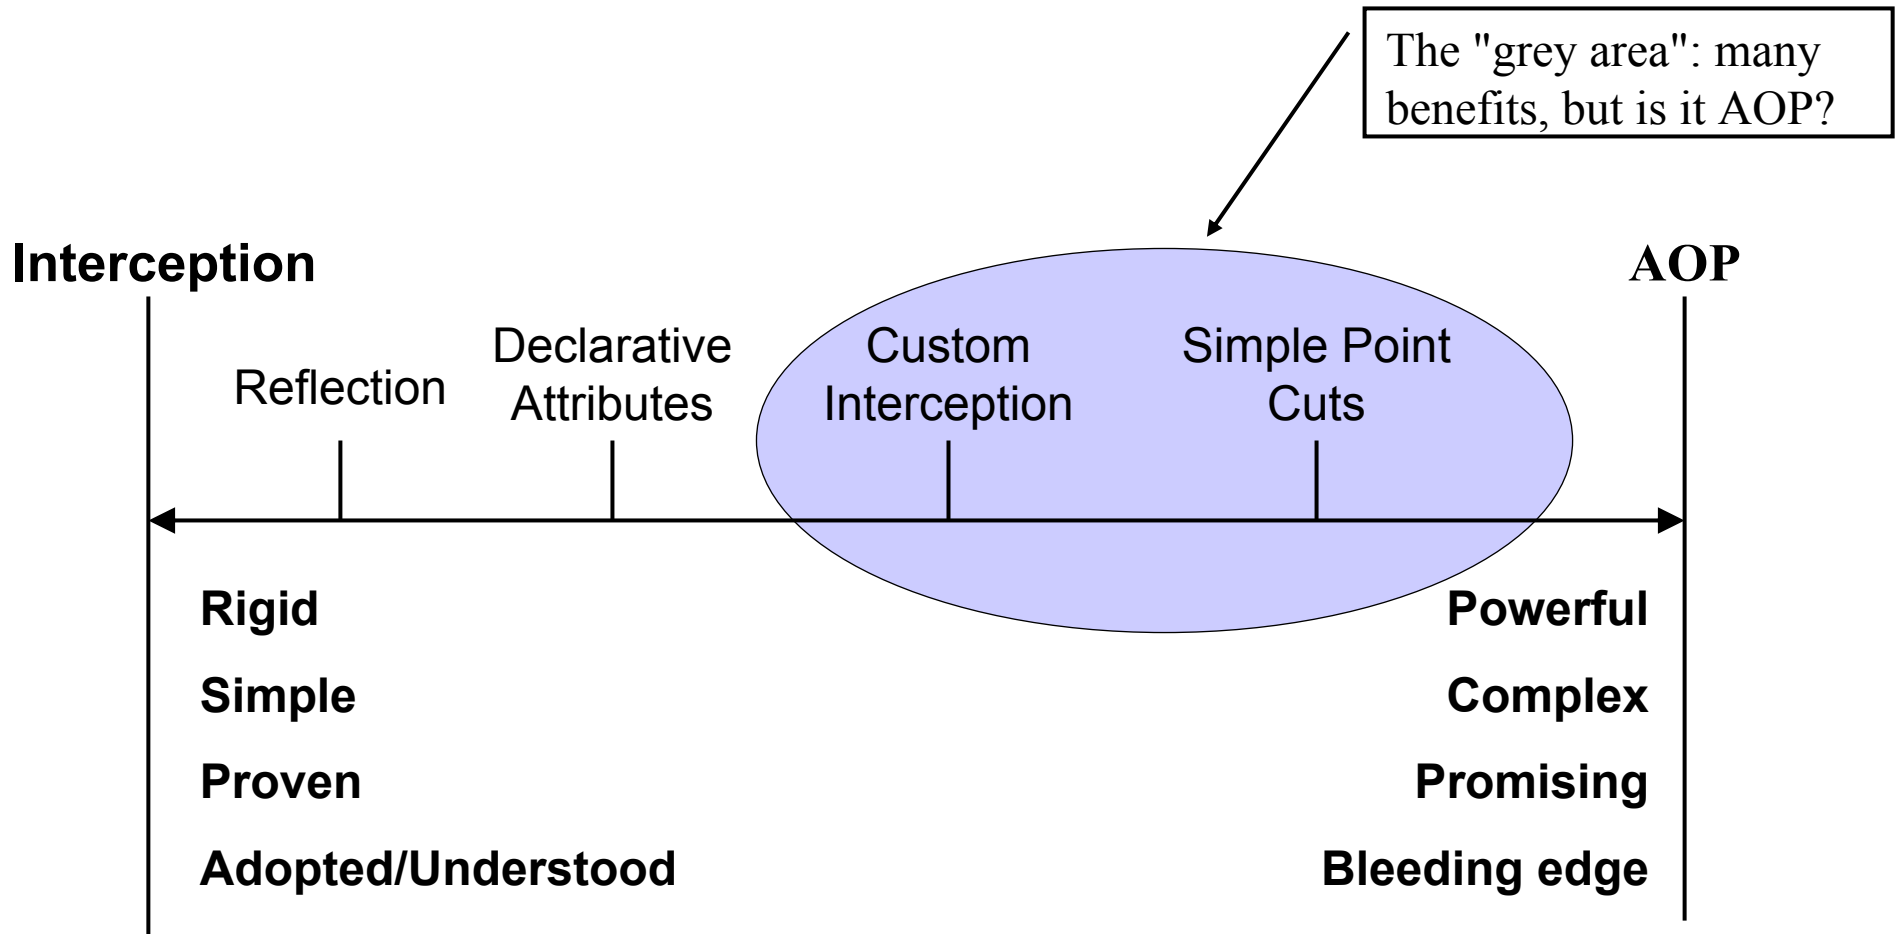 The "grey area": many
benefits, but is it AOP?
Interception
AOP
Reflection
Declarative
Attributes
Custom
Interception
Simple Point
Cuts
Rigid
Simple
Proven
Adopted/Understood
Powerful
Complex
Promising
Bleeding edge